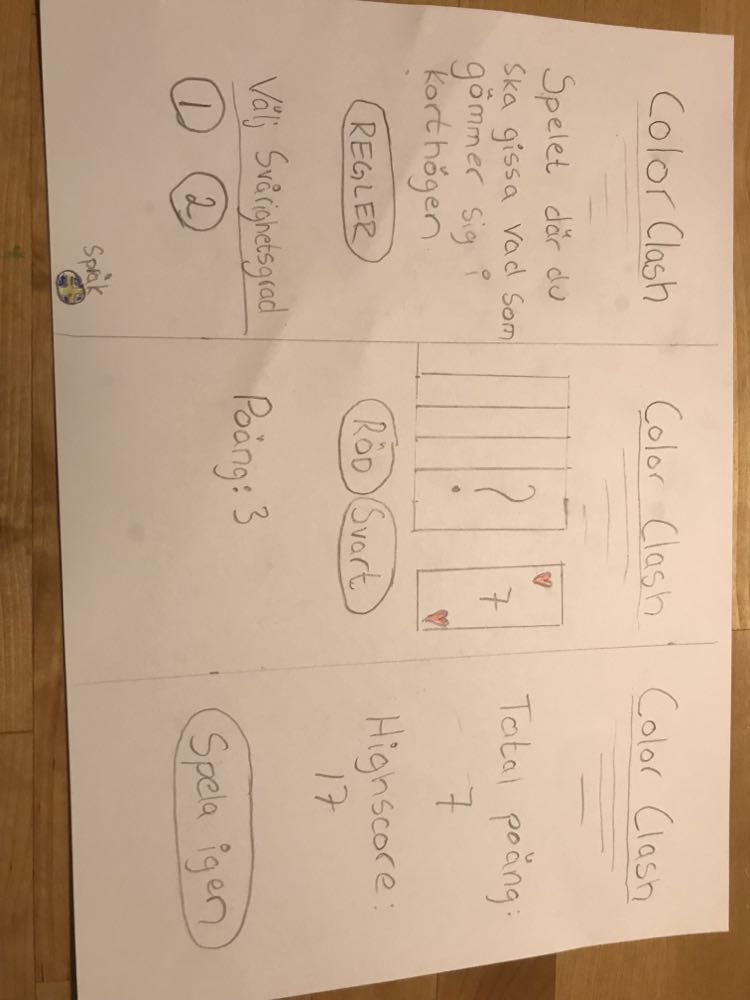 Color Clash
Spelet där du
ska gissa vad som
gömmer sig i
korthögen
REGLER
Välj Svårighetsgrad
1 2
Språk
Color Clash
?
7
Röd Svart
Poäng: 3
Color Clash
Total poäng:
7
Highscore:
17
Spela igen